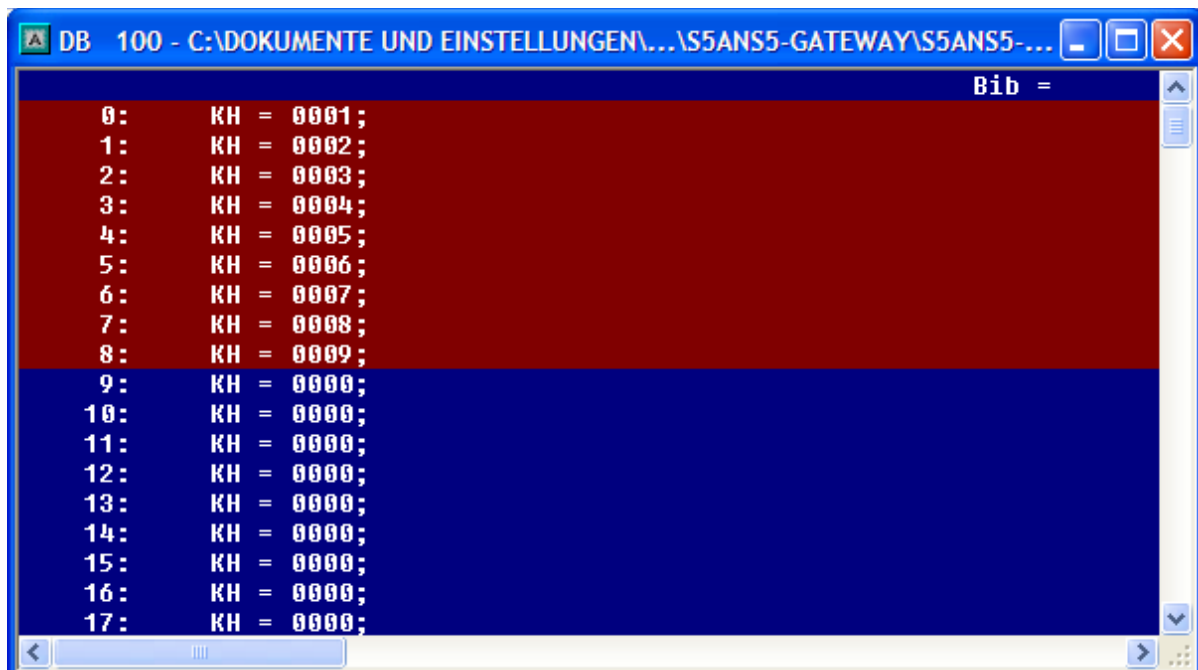 DB 100 - C:\DOKUMENTE UND EINSTELLUNGEN\...\S5ANS5-GATEWAY\S5ANS5-...
Bib =
0: KH = 0001;
1: KH = 0002;
2: KH = 0003;
3: KH = 0004;
4: KH = 0005;
5: KH = 0006;
6: KH = 0007;
7: KH = 0008;
8: KH = 0009;
9: KH = 0000;
10: KH = 0000;
11: KH = 0000;
12: KH = 0000;
13: KH = 0000;
14: KH = 0000;
15: KH = 0000;
16: KH = 0000;
17: KH = 0000;